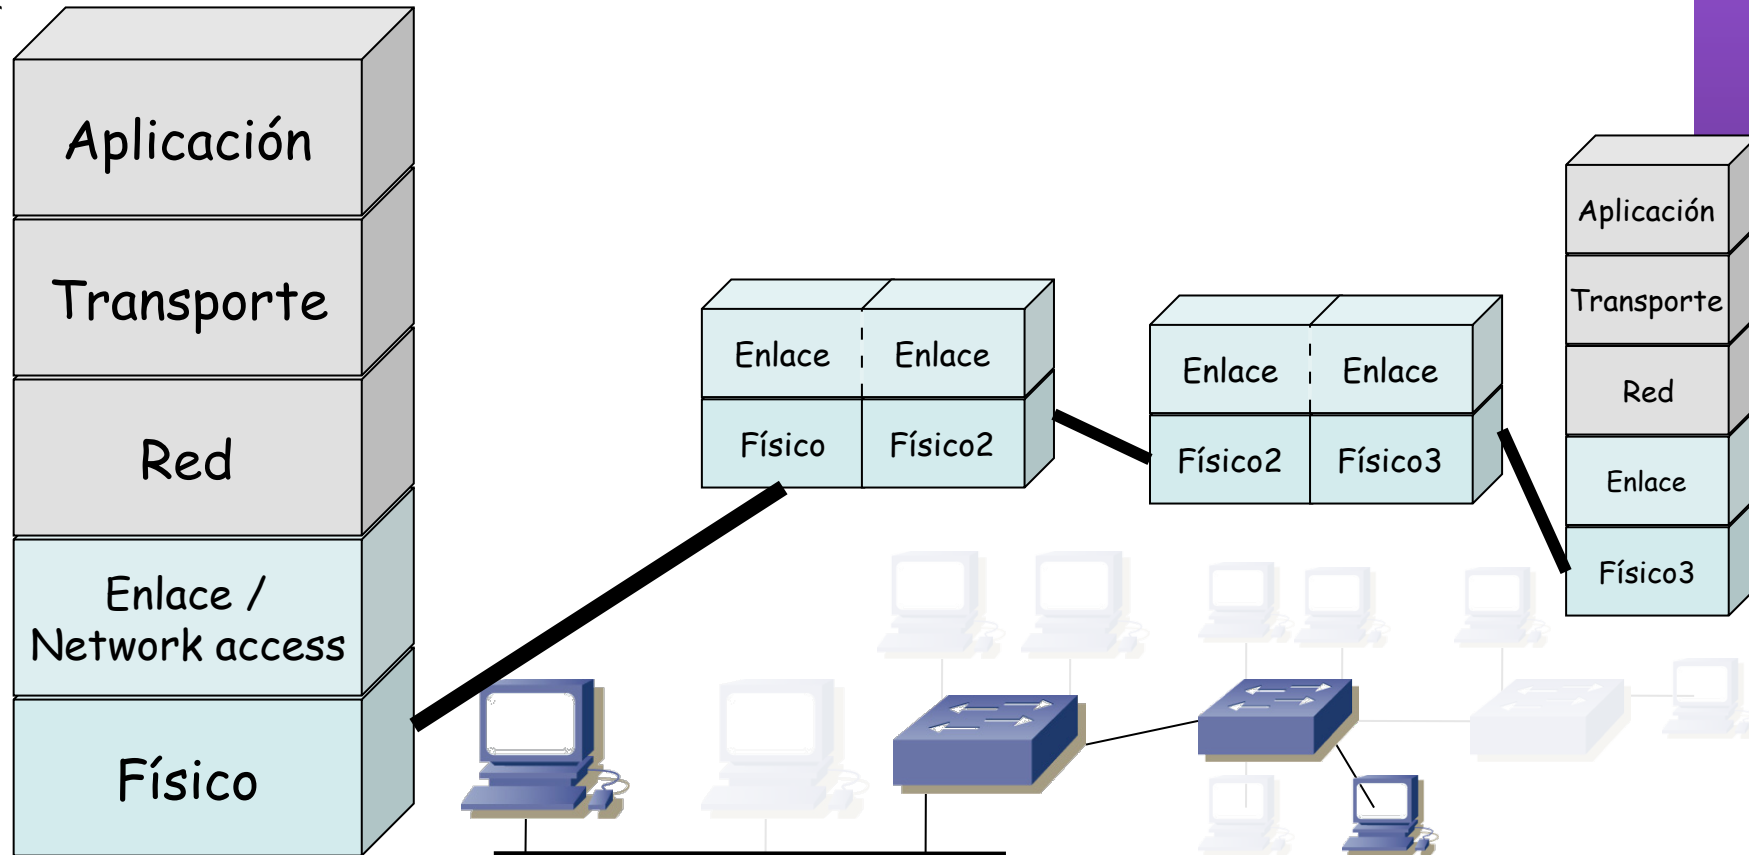 Aplicación
Transporte
Red
Enlace /
Network access
Físico
Enlace Enlace
Físico Físico2
Enlace Enlace
Físico2 Físico3
Aplicación
Transporte
Red
Enlace
Físico3